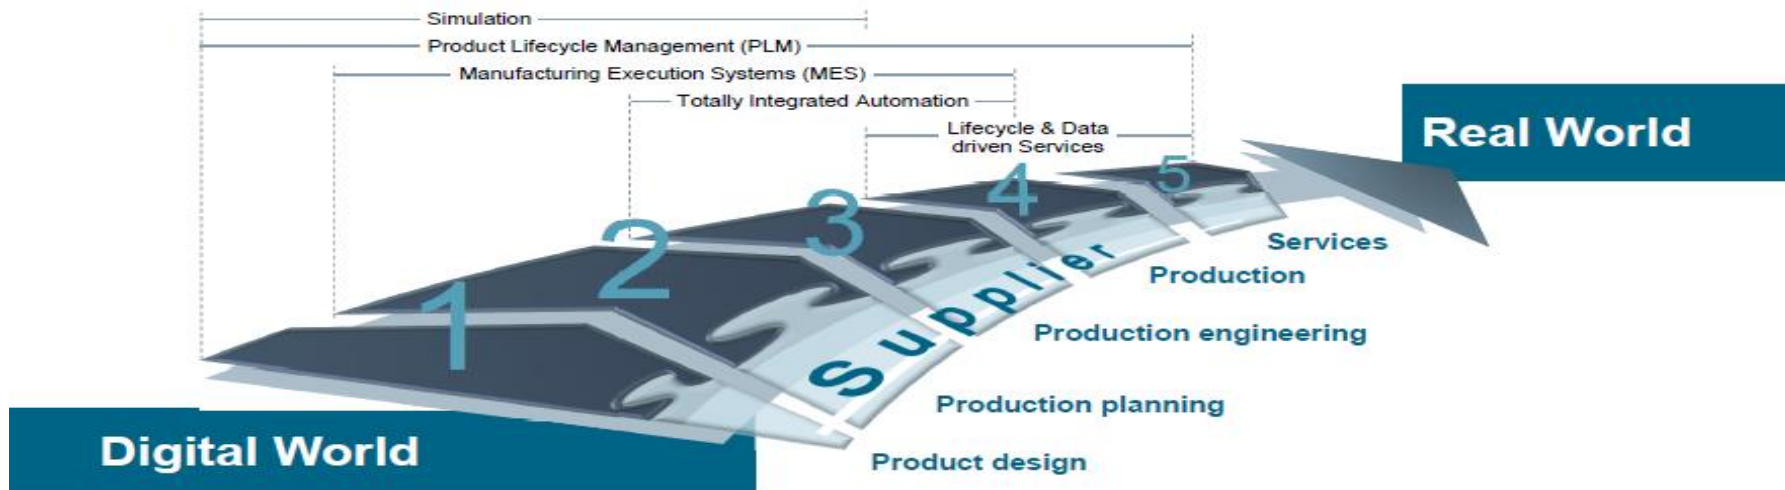 Simulation
Product Lifecycle Management (PLM)
Manufacturing Execution Systems (MES)
Totally Integrated Automation
Lifecycle & Data
driven Services
Real World
1
2
3
4
5
Supplier
Services
Production
Production engineering
Production planning
Product design
Digital World